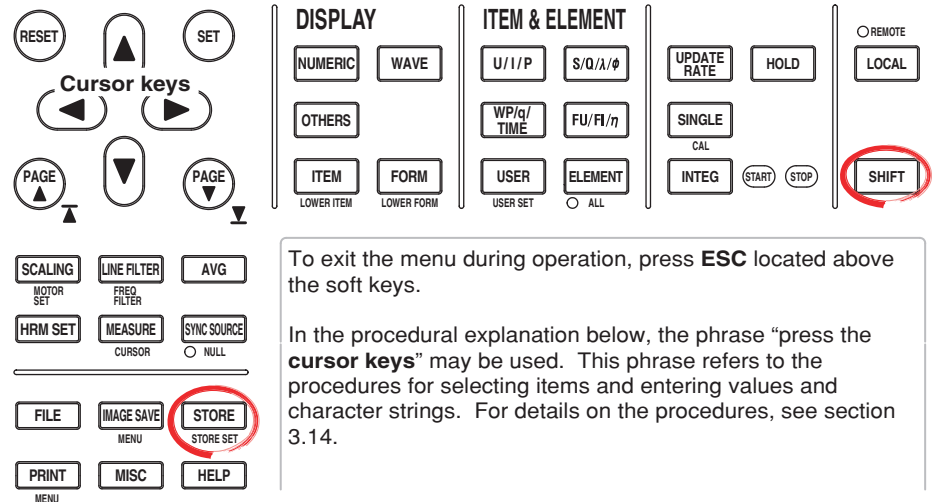 RESET
SET
Cursor keys
PAGE
PAGE
DISPLAY
NUMERIC
WAVE
OTHERS
ITEM
FORM
LOWER ITEM
LOWER FORM
ITEM & ELEMENT
U / I / P
S/Q/λ/ϕ
WP/q/
TIME
FU/FI/η
USER
ELEMENT
USER SET
ALL
UPDATE
RATE
HOLD
SINGLE
CAL
INTEG
START
STOP
REMOTE
LOCAL
SHIFT
SCALING
LINE FILTER
AVG
MOTOR
SET
FREQ
FILTER
HRM SET
MEASURE
SYNC SOURCE
CURSOR
NULL
FILE
IMAGE SAVE
STORE
MENU
STORE SET
PRINT
MISC
HELP
MENU
To exit the menu during operation, press ESC located above
the soft keys.
In the procedural explanation below, the phrase “press the
cursor keys” may be used. This phrase refers to the
procedures for selecting items and entering values and
character strings. For details on the procedures, see section
3.14.